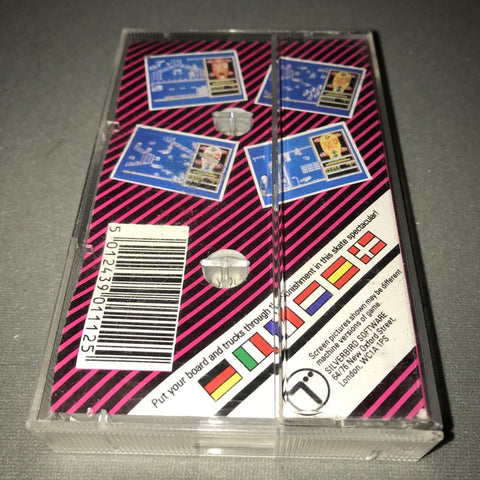 Put your board and trucks through the punishment in this skate spectacular!
Screen pictures shown may be different
machine versions of game.
SILVERBIRD SOFTWARE
64/76 New Oxford Street,
London, WC1A 1PS
5 012439 011125